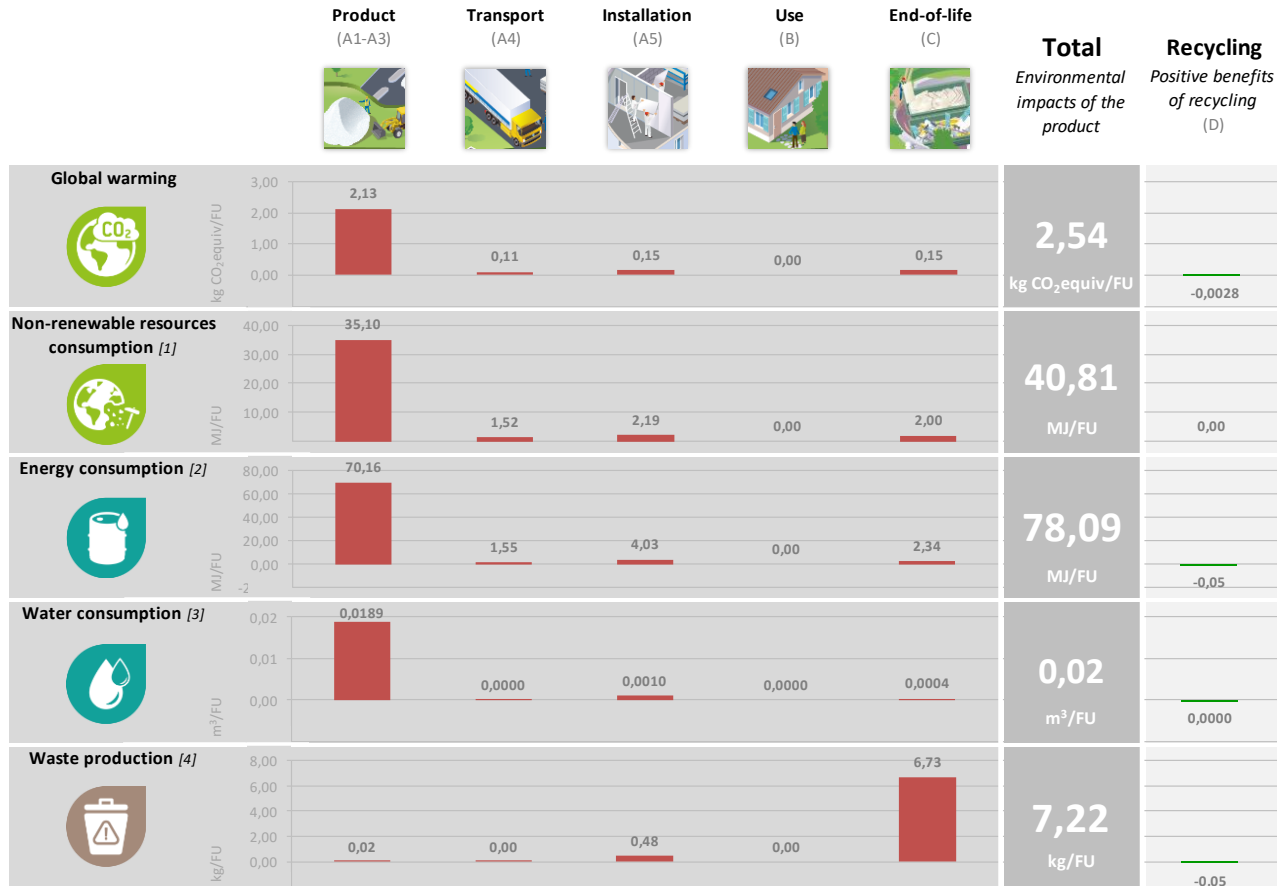 Product
(A1-A3)
Transport
(A4)
Installation
(A5)
Use
(B)
End-of-life
(C)
Total
Environmental
impacts of the
product
Recycling
Positive benefits
of recycling
(D)
Global warming
CO2
kg CO2equiv/FU
3,00
2,00
1,00
0,00
2,13
0,11
0,15
0,00
0,15
2,54
kg CO2equiv/FU
-0,0028
Non-renewable resources
consumption [1]
MJ/FU
40,00
30,00
20,00
10,00
35,10
1,52
2,19
0,00
2,00
40,81
MJ/FU
0,00
Energy consumption [2]
MJ/FU
80,00
60,00
40,00
20,00
0,00
70,16
1,55
4,03
0,00
2,34
78,09
MJ/FU
-0,05
Water consumption [3]
m³/FU
0,02
0,01
0,00
0,0189
0,0000
0,0010
0,0000
0,0004
0,02
m³/FU
0,0000
Waste production [4]
kg/FU
8,00
6,00
4,00
2,00
0,00
0,02
0,00
0,48
0,00
6,73
7,22
kg/FU
-0,05